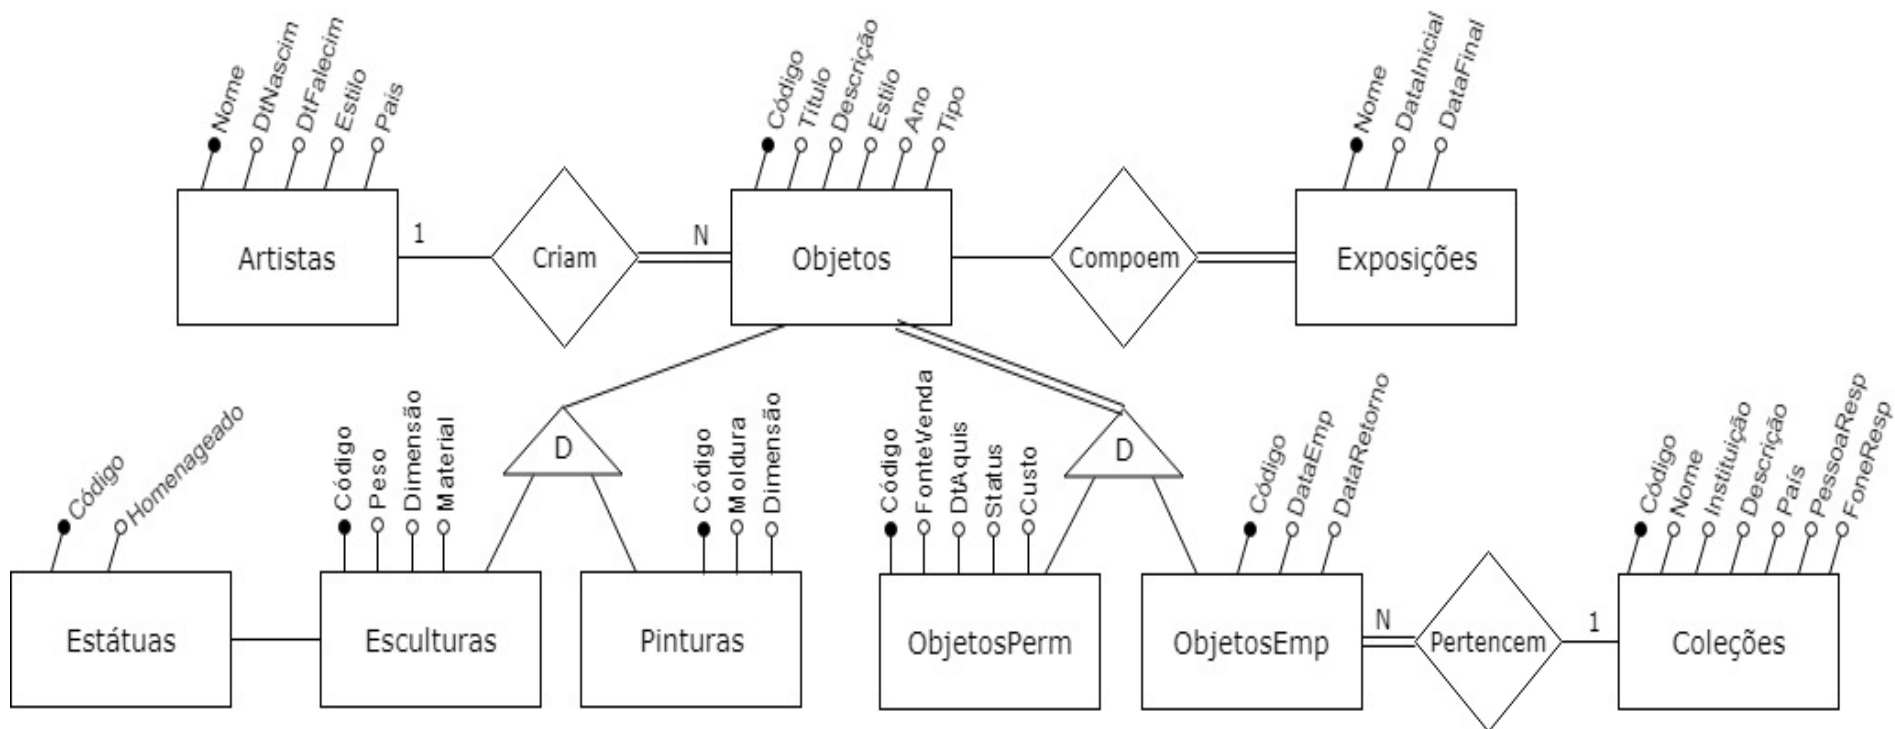 Nome
DtNascim
DtFalecim
Estilo
País
Código
Título
Descrição
Estilo
Ano
Tipo
Nome
DataInicial
DataFinal
Artistas
1
Criam
N
Objetos
Compoem
Exposições
D
D
Código
Homenageado
Código
Peso
Dimensão
Material
Código
Moldura
Dimensão
Código
FonteVenda
DtAquis
Status
Custo
Código
DataEmp
DataRetorno
Código
Nome
Instituição
Descrição
País
PessoaResp
FoneResp
Estátuas
Esculturas
Pinturas
ObjetosPerm
ObjetosEmp
N
Pertencem
1
Coleções